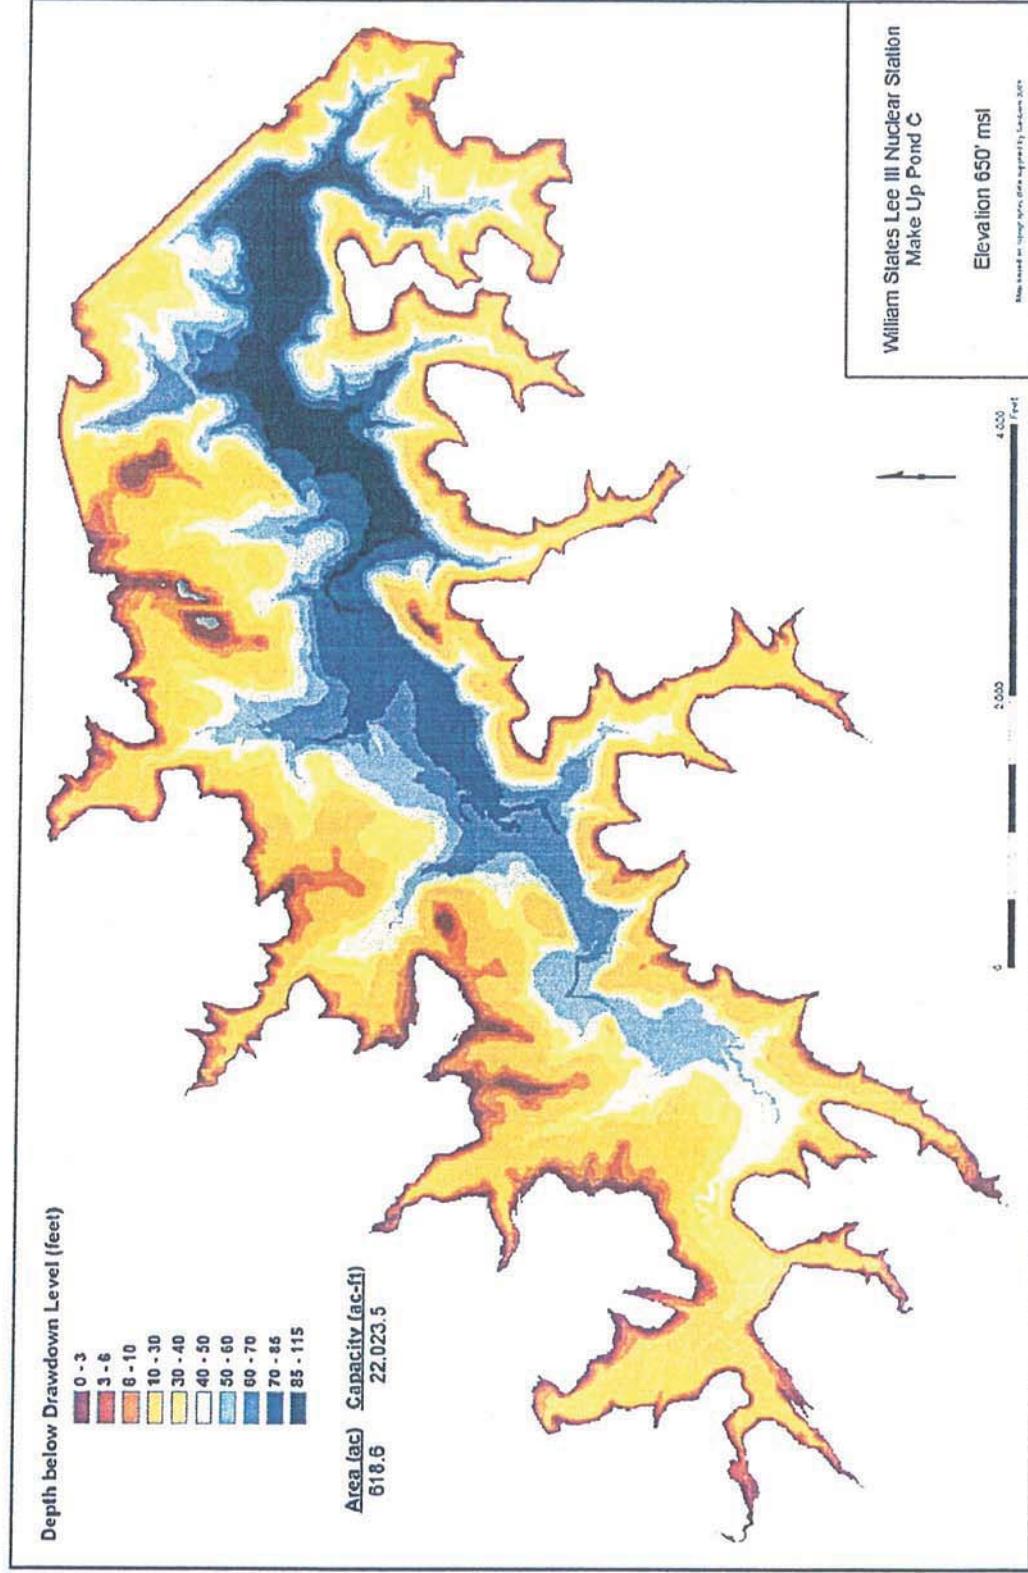 Depth below Drawdown Level (feet)
0 - 3
3 - 6
6 - 10
10 - 30
30 - 40
40 - 50
50 - 60
60 - 70
70 - 85
85 - 115
Area (ac) Capacity (ac-ft)
618.6 22,023.5
0 2,000 4,000
Feet
William States Lee III Nuclear Station
Make Up Pond C
Elevation 650' msl